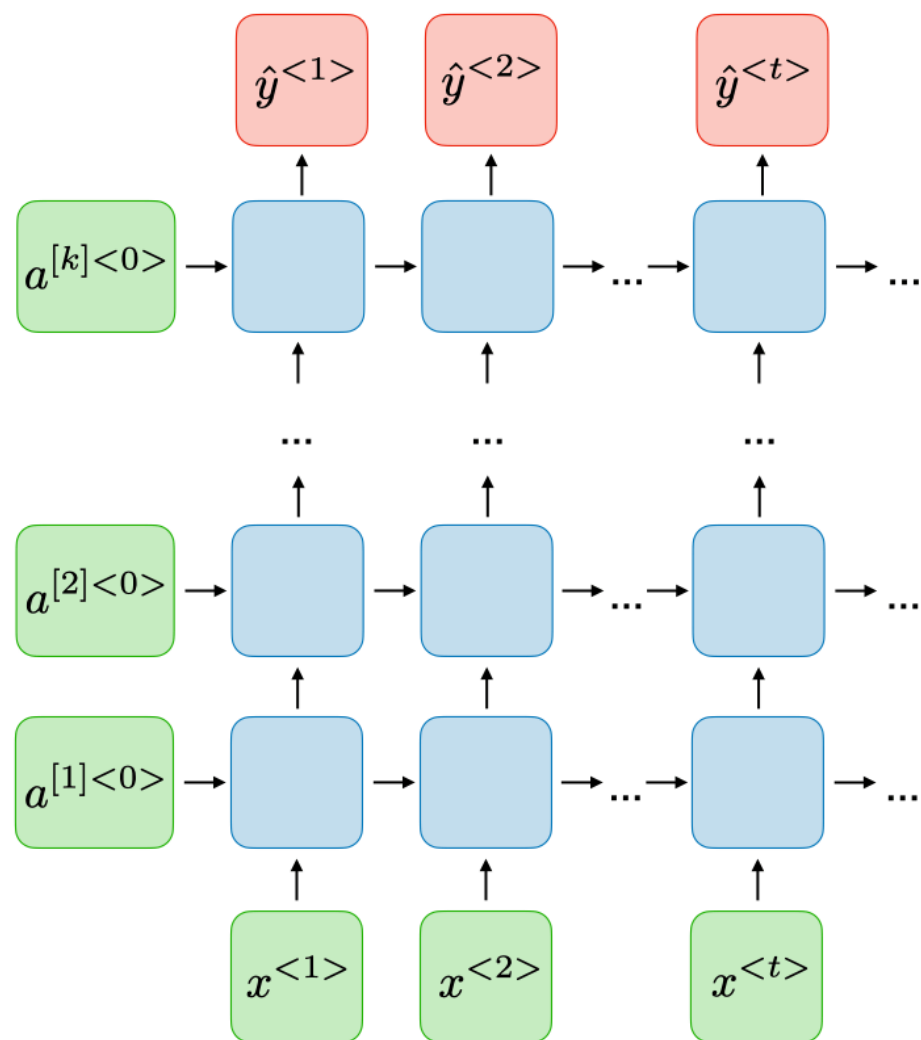 ŷ^{<1>} ŷ^{<2>} ŷ^{<t>}
a^{[k]<0>} ... ...
... ... ...
a^{[2]<0>} ... ...
a^{[1]<0>} ... ...
x^{<1>} x^{<2>} x^{<t>}